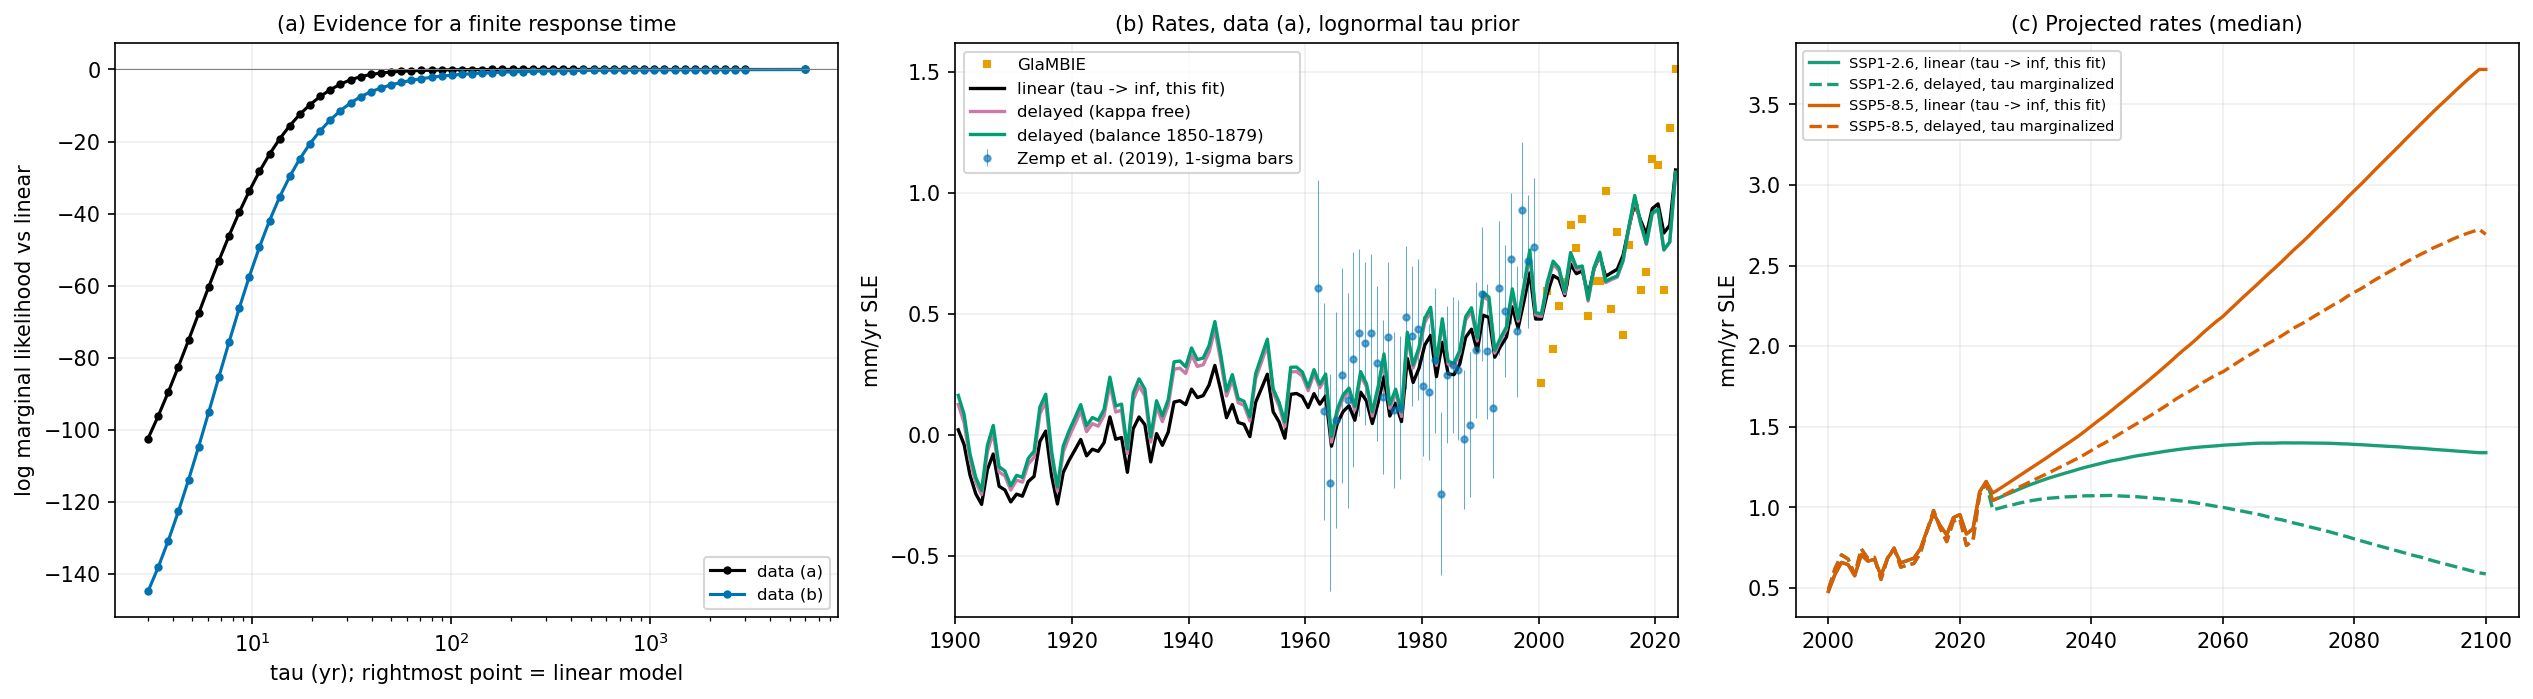 (a) Evidence for a finite response time
log marginal likelihood vs linear
0
−20
−40
−60
−80
−100
−120
−140
data (a)
data (b)
10¹
10²
10³
tau (yr); rightmost point = linear model
(b) Rates, data (a), lognormal tau prior
mm/yr SLE
1.5
1.0
0.5
0.0
−0.5
GlaMBIE
linear (tau -> inf, this fit)
delayed (kappa free)
delayed (balance 1850-1879)
Zemp et al. (2019), 1-sigma bars
1900
1920
1940
1960
1980
2000
2020
(c) Projected rates (median)
mm/yr SLE
3.5
3.0
2.5
2.0
1.5
1.0
0.5
SSP1-2.6, linear (tau -> inf, this fit)
SSP1-2.6, delayed, tau marginalized
SSP5-8.5, linear (tau -> inf, this fit)
SSP5-8.5, delayed, tau marginalized
2000
2020
2040
2060
2080
2100